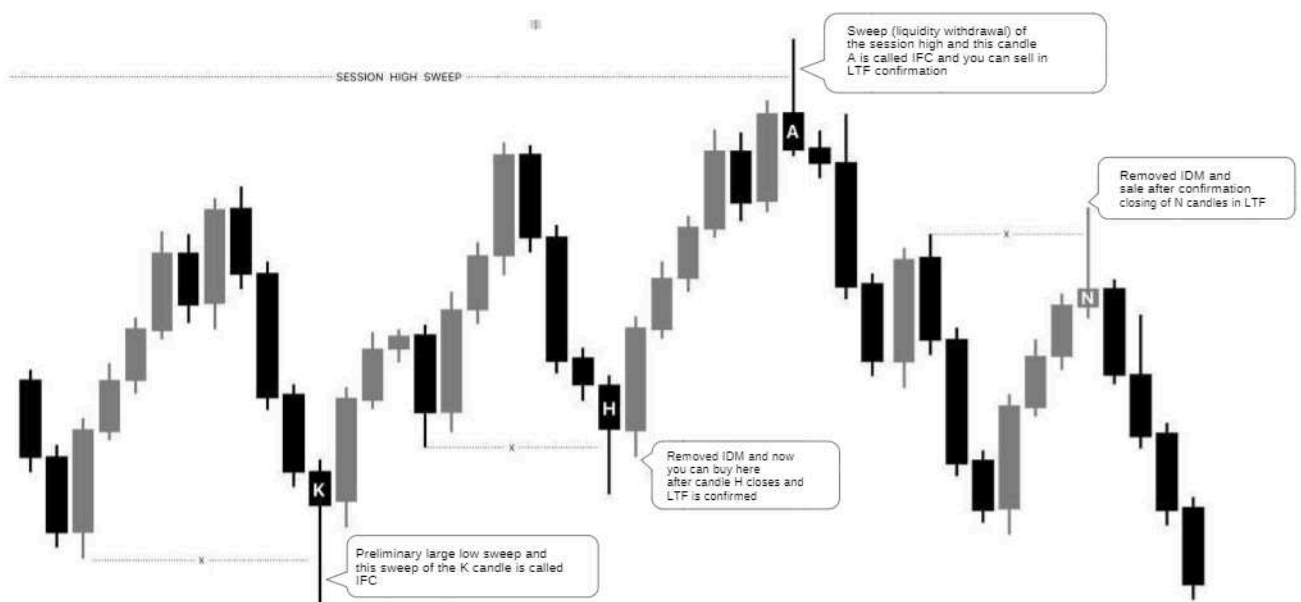 Sweep (liquidity withdrawal) of
the session high and this candle
A is called IFC and you can sell in
LTF confirmation
SESSION HIGH SWEEP
A
Removed IDM and
sale after confirmation
closing of N candles in LTF
x
N
H
x
Removed IDM and now
you can buy here
after candle H closes and
LTF is confirmed
K
x
Preliminary large low sweep and
this sweep of the K candle is called
IFC